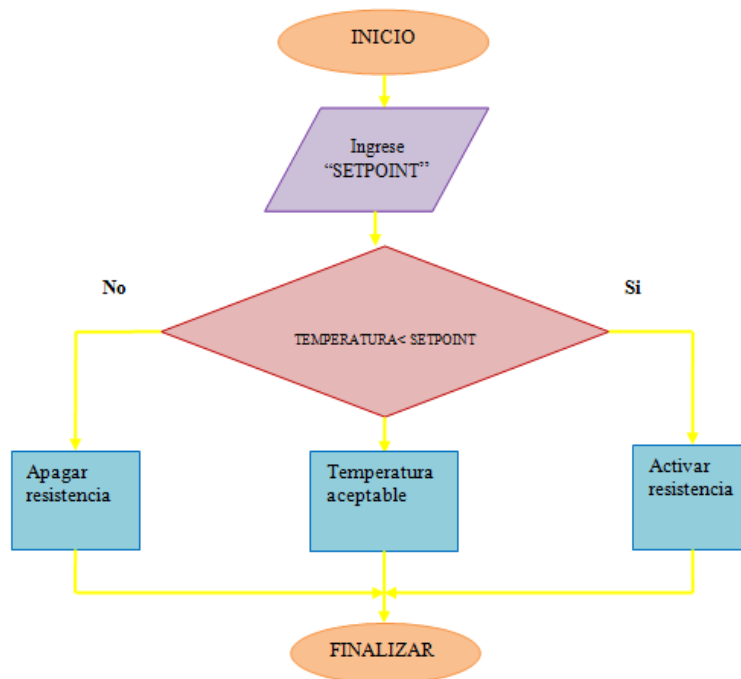 INICIO
Ingrese
“SETPOINT”
No
Si
TEMPERATURA< SETPOINT
Apagar
resistencia
Temperatura
aceptable
Activar
resistencia
FINALIZAR